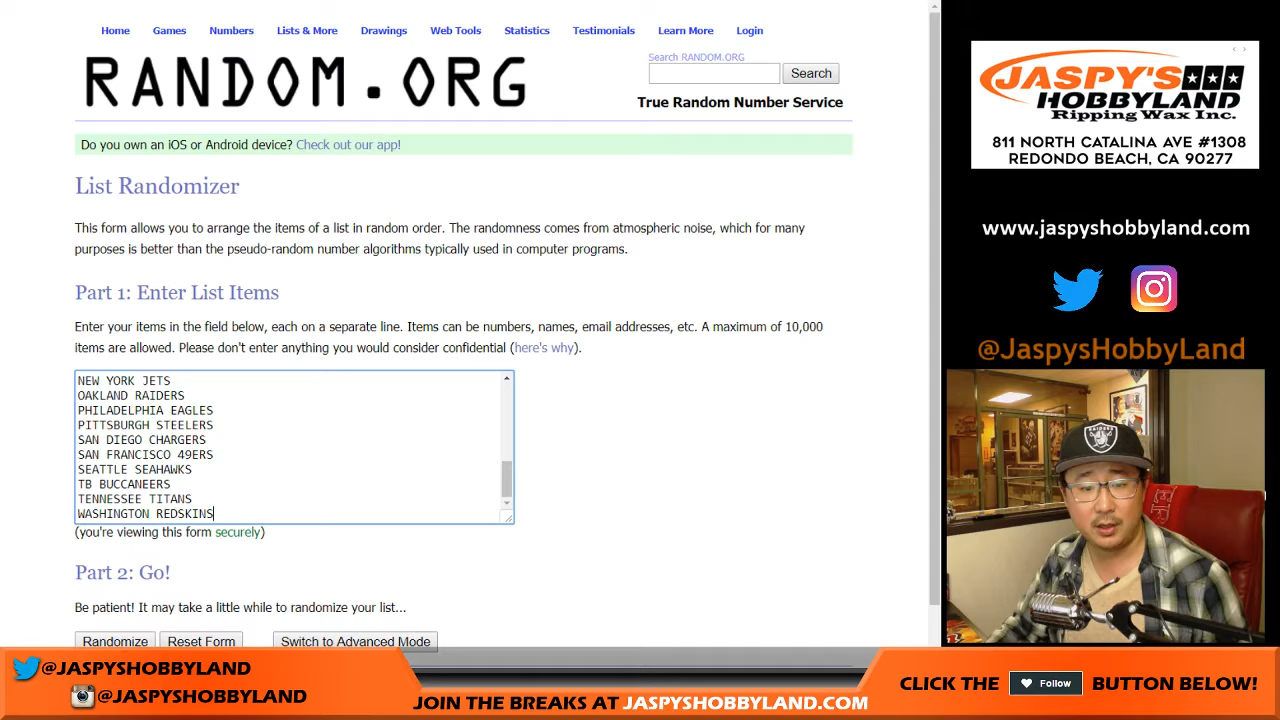 Home Games Numbers Lists & More Drawings Web Tools Statistics Testimonials Learn More Login
RANDOM.ORG
Search RANDOM.ORG
Search
True Random Number Service
Do you own an iOS or Android device? Check out our app!
List Randomizer
This form allows you to arrange the items of a list in random order. The randomness comes from atmospheric noise, which for many
purposes is better than the pseudo-random number algorithms typically used in computer programs.
Part 1: Enter List Items
Enter your items in the field below, each on a separate line. Items can be numbers, names, email addresses, etc. A maximum of 10,000
items are allowed. Please don't enter anything you would consider confidential (here's why).
NEW YORK JETS
OAKLAND RAIDERS
PHILADELPHIA EAGLES
PITTSBURGH STEELERS
SAN DIEGO CHARGERS
SAN FRANCISCO 49ERS
SEATTLE SEAHAWKS
TB BUCCANEERS
TENNESSEE TITANS
WASHINGTON REDSKINS
(you're viewing this form securely)
Part 2: Go!
Be patient! It may take a little while to randomize your list...
Randomize Reset Form Switch to Advanced Mode
JASPY'S
HOBBYLAND
Ripping Wax Inc.
811 NORTH CATALINA AVE #1308
REDONDO BEACH, CA 90277
www.jaspyshobbyland.com
@JaspysHobbyLand
RAIDERS
@JASPYSHOBBYLAND
@JASPYSHOBBYLAND
JOIN THE BREAKS AT JASPYSHOBBYLAND.COM
CLICK THE Follow BUTTON BELOW!